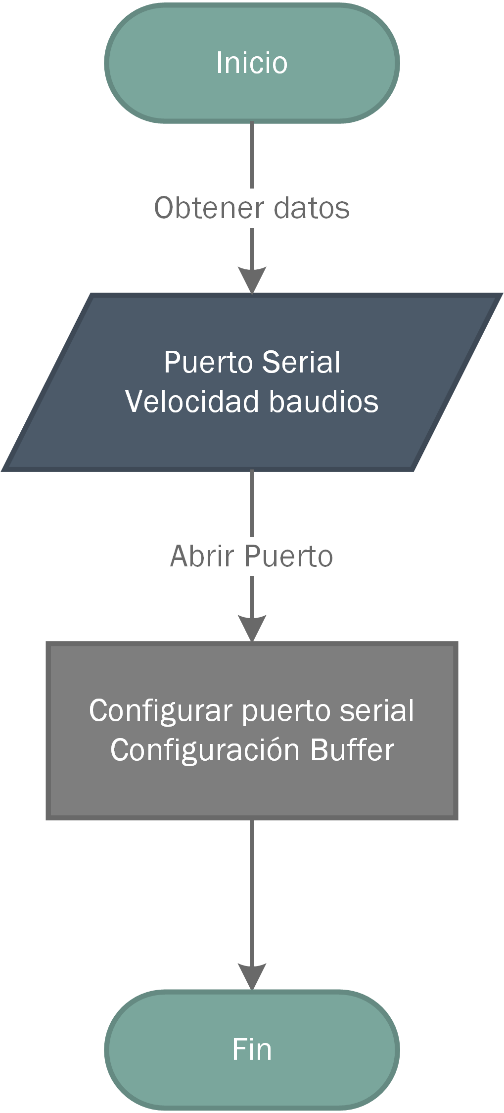 Inicio
Obtener datos
Puerto Serial
Velocidad baudios
Abrir Puerto
Configurar puerto serial
Configuración Buffer
Fin